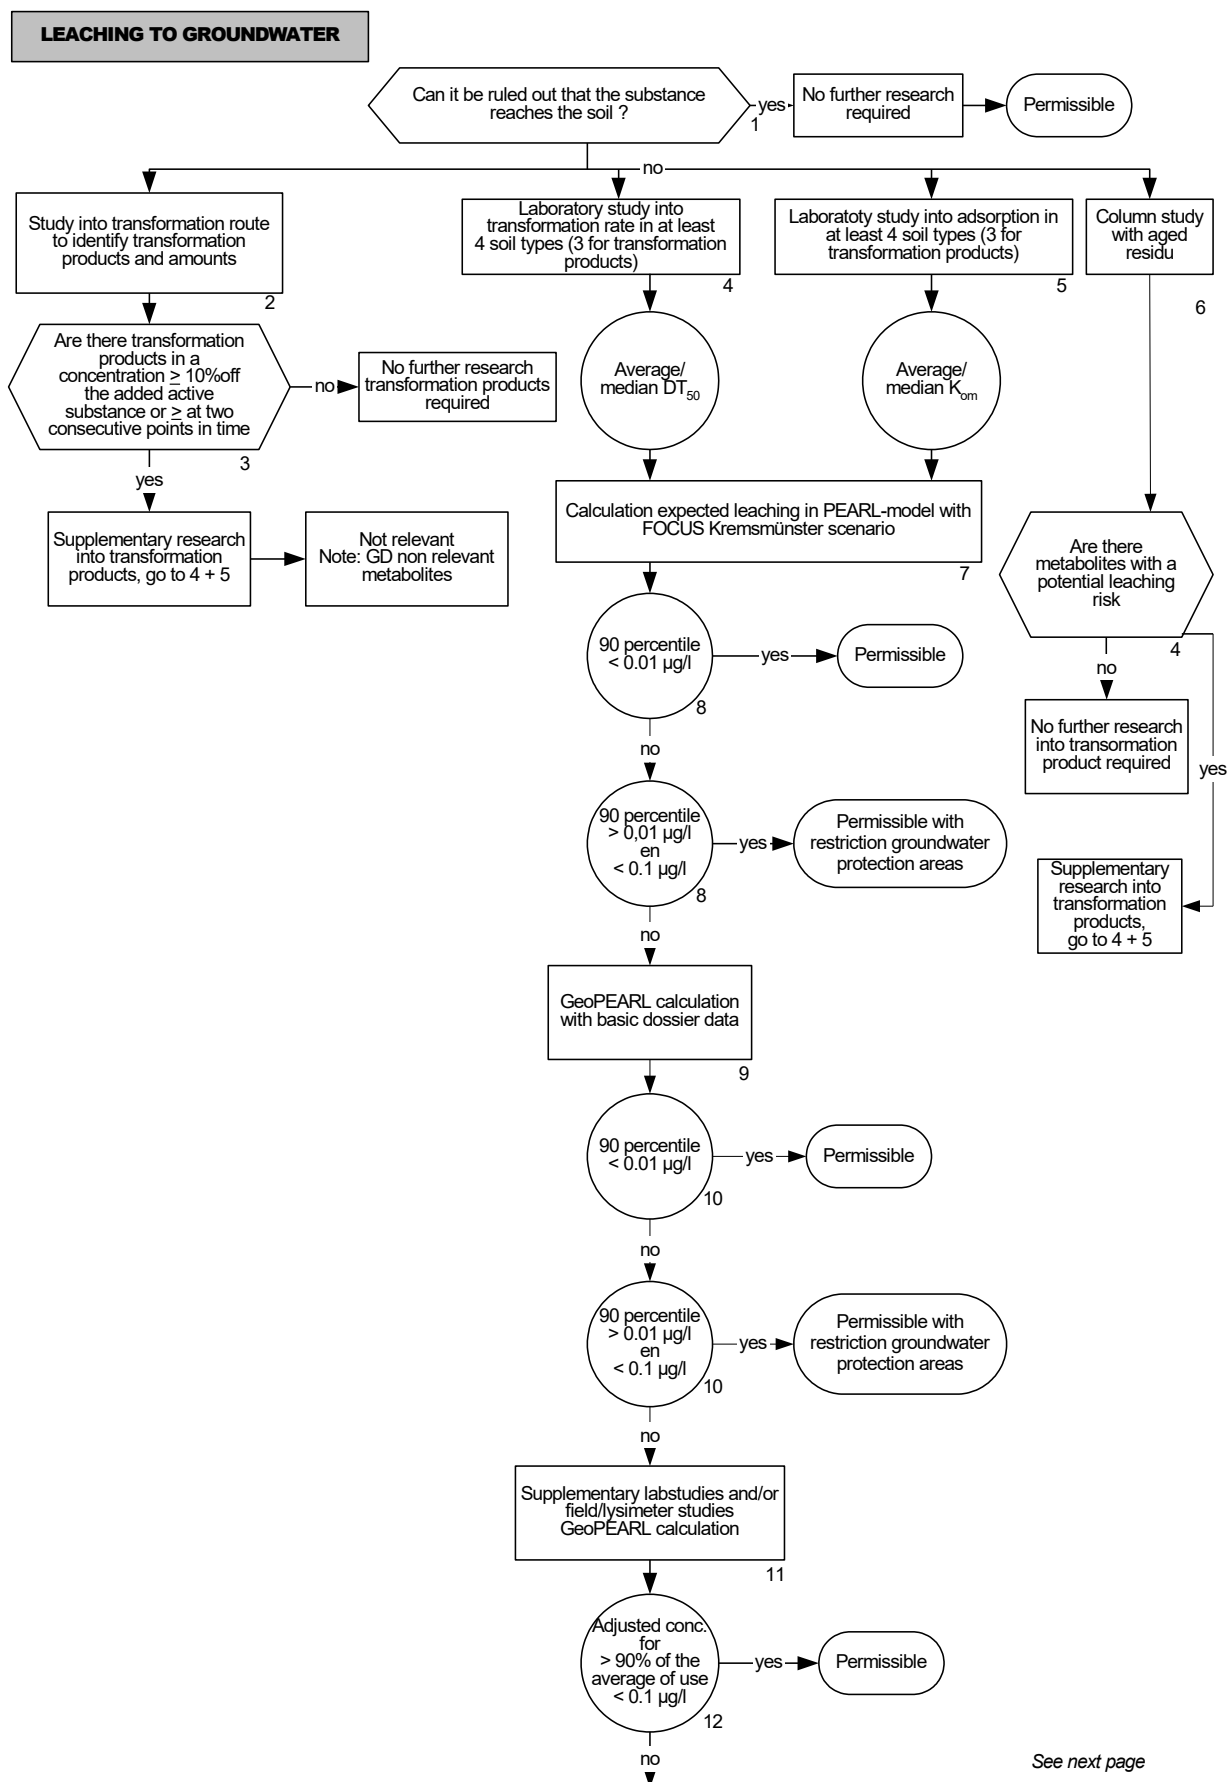 LEACHING TO GROUNDWATER
Can it be ruled out that the substance
reaches the soil ?
1
yes
No further research
required
Permissible
no
Study into transformation route
to identify transformation
products and amounts
2
Laboratory study into
transformation rate in at least
4 soil types (3 for transformation
products)
4
Laboratoty study into adsorption in
at least 4 soil types (3 for
transformation products)
5
Column study
with aged
residu
6
Are there transformation
products in a
concentration ≥ 10%off
the added active
substance or ≥ at two
consecutive points in time
3
no
No further research
transformation products
required
Average/
median DT50
Average/
median Kom
yes
Supplementary research
into transformation
products, go to 4 + 5
Not relevant
Note: GD non relevant
metabolites
Calculation expected leaching in PEARL-model with
FOCUS Kremsmünster scenario
7
Are there
metabolites with a
potential leaching
risk
4
90 percentile
< 0.01 µg/l
8
yes
Permissible
no
No further research
into transormation
product required
yes
no
90 percentile
> 0,01 µg/l
en
< 0.1 µg/l
8
yes
Permissible with
restriction groundwater
protection areas
Supplementary
research into
transformation
products,
go to 4 + 5
no
GeoPEARL calculation
with basic dossier data
9
90 percentile
< 0.01 µg/l
10
yes
Permissible
no
90 percentile
> 0.01 µg/l
en
< 0.1 µg/l
10
yes
Permissible with
restriction groundwater
protection areas
no
Supplementary labstudies and/or
field/lysimeter studies
GeoPEARL calculation
11
Adjusted conc.
for
> 90% of the
average of use
< 0.1 µg/l
12
yes
Permissible
no
See next page